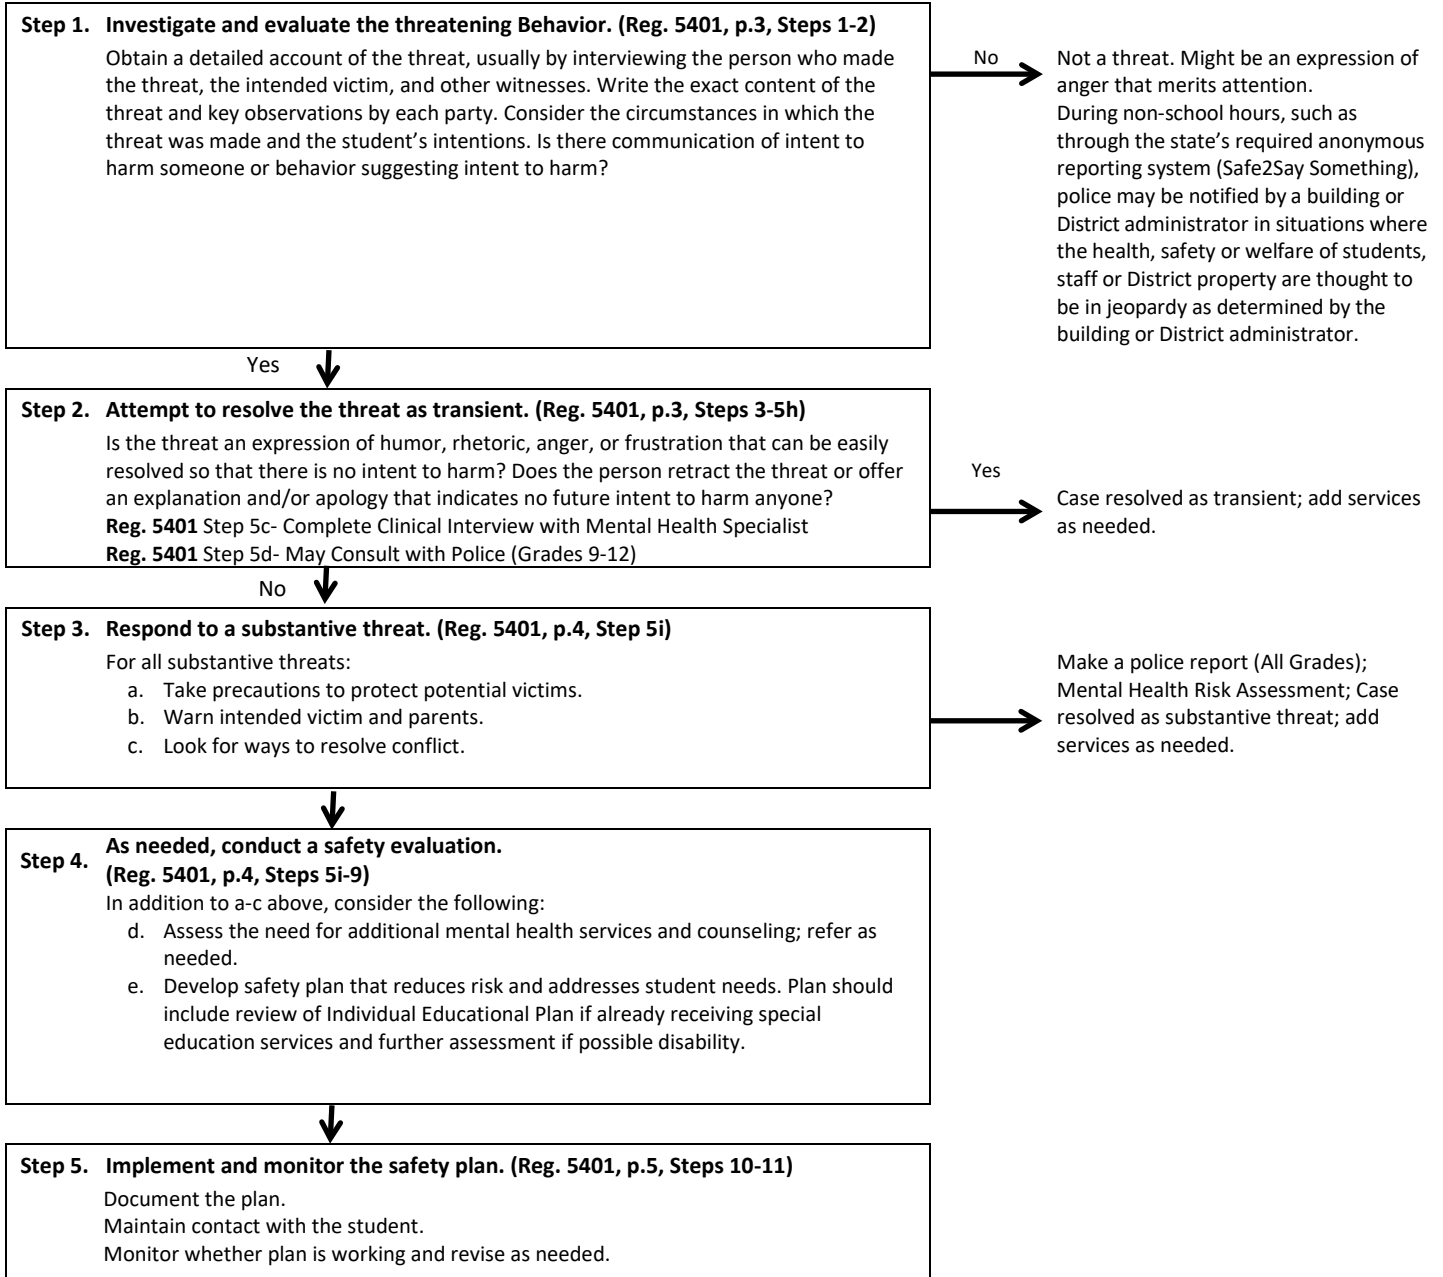 Step 1. Investigate and evaluate the threatening Behavior. (Reg. 5401, p.3, Steps 1-2)
Obtain a detailed account of the threat, usually by interviewing the person who made
the threat, the intended victim, and other witnesses. Write the exact content of the
threat and key observations by each party. Consider the circumstances in which the
threat was made and the student’s intentions. Is there communication of intent to
harm someone or behavior suggesting intent to harm?
No
Not a threat. Might be an expression of
anger that merits attention.
During non-school hours, such as
through the state’s required anonymous
reporting system (Safe2Say Something),
police may be notified by a building or
District administrator in situations where
the health, safety or welfare of students,
staff or District property are thought to
be in jeopardy as determined by the
building or District administrator.
Yes
Step 2. Attempt to resolve the threat as transient. (Reg. 5401, p.3, Steps 3-5h)
Is the threat an expression of humor, rhetoric, anger, or frustration that can be easily
resolved so that there is no intent to harm? Does the person retract the threat or offer
an explanation and/or apology that indicates no future intent to harm anyone?
Reg. 5401 Step 5c- Complete Clinical Interview with Mental Health Specialist
Reg. 5401 Step 5d- May Consult with Police (Grades 9-12)
Yes
Case resolved as transient; add services
as needed.
No
Step 3. Respond to a substantive threat. (Reg. 5401, p.4, Step 5i)
For all substantive threats:
a. Take precautions to protect potential victims.
b. Warn intended victim and parents.
c. Look for ways to resolve conflict.
Make a police report (All Grades);
Mental Health Risk Assessment; Case
resolved as substantive threat; add
services as needed.
Step 4. As needed, conduct a safety evaluation.
(Reg. 5401, p.4, Steps 5i-9)
In addition to a-c above, consider the following:
d. Assess the need for additional mental health services and counseling; refer as
needed.
e. Develop safety plan that reduces risk and addresses student needs. Plan should
include review of Individual Educational Plan if already receiving special
education services and further assessment if possible disability.
Step 5. Implement and monitor the safety plan. (Reg. 5401, p.5, Steps 10-11)
Document the plan.
Maintain contact with the student.
Monitor whether plan is working and revise as needed.